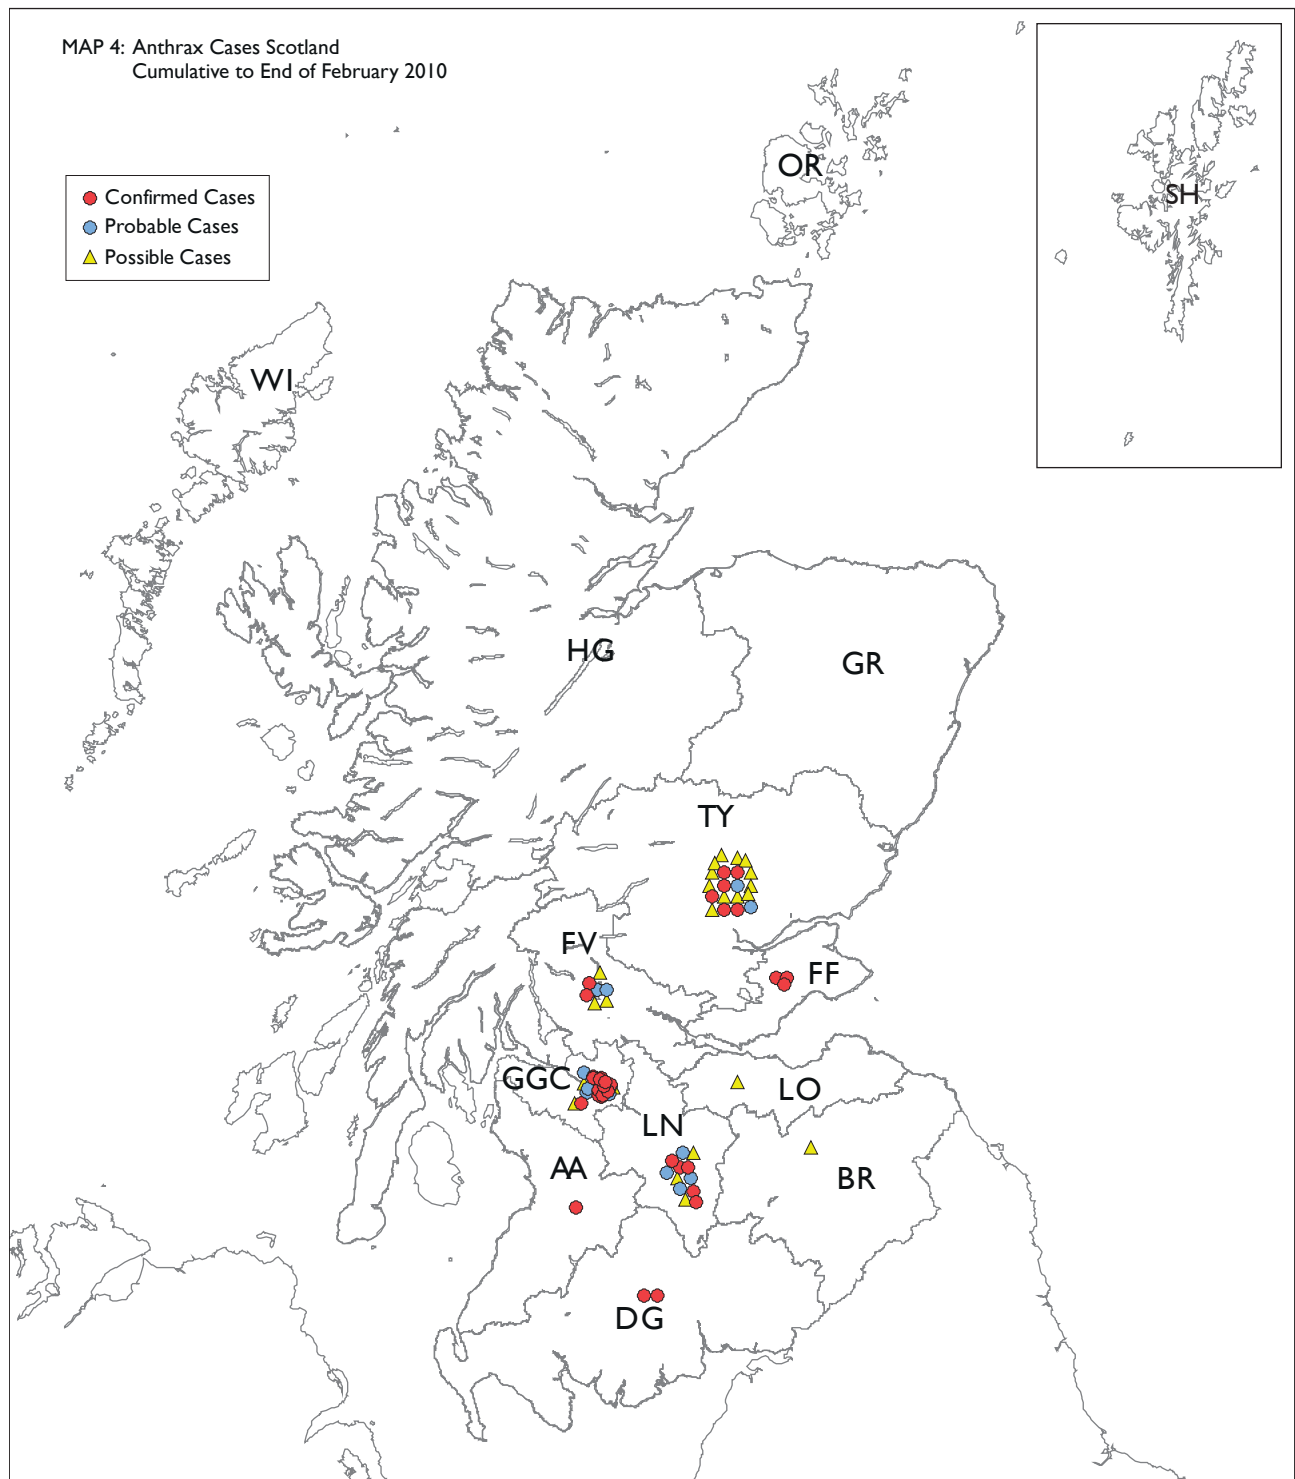 MAP 4: Anthrax Cases Scotland
Cumulative to End of February 2010
OR
SH
Confirmed Cases
Probable Cases
Possible Cases
WI
HG
GR
TY
FV
FF
GGC
LO
LN
AA
BR
DG